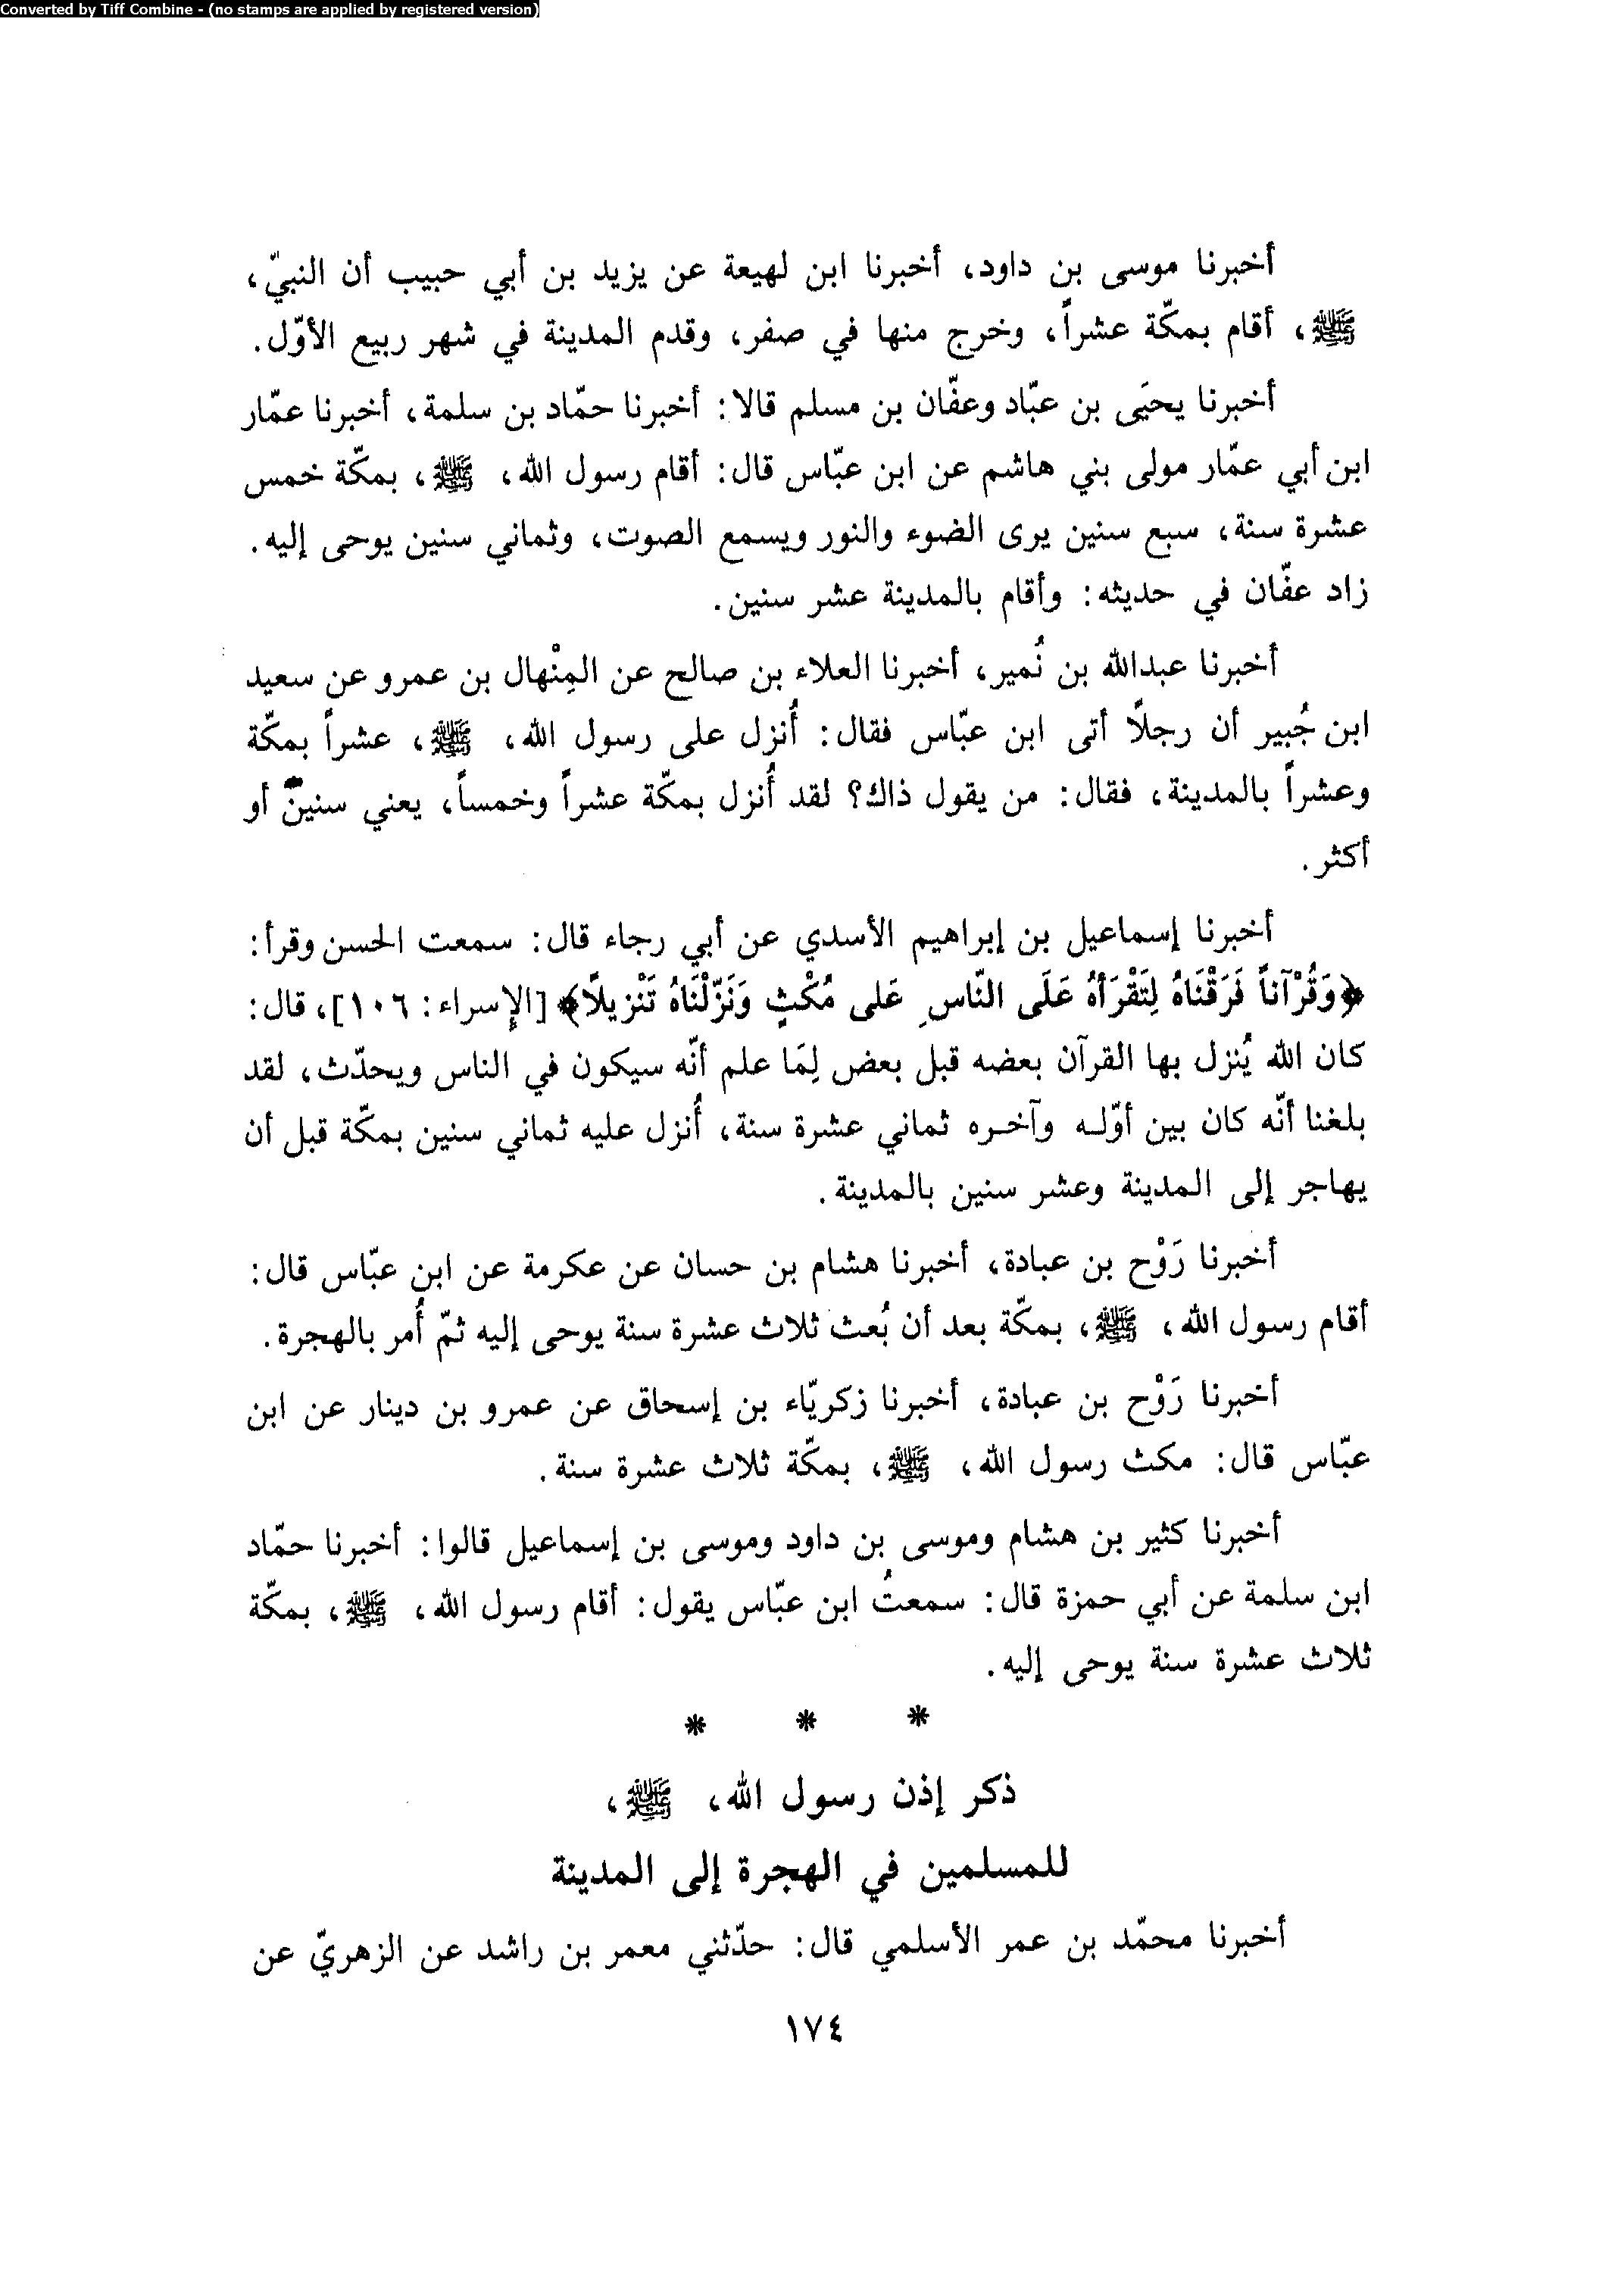 Converted by Tiff Combine - (no stamps are applied by registered version)
أخبرنا موسى بن داود، أخبرنا ابن لهيعة عن يزيد بن أبي حبيب أن النبيّ،
ﷺ، أقام بمكّة عشراً، وخرج منها في صفر، وقدم المدينة في شهر ربيع الأوّل.
أخبرنا يحيَى بن عبّاد وعفّان بن مسلم قالا: أخبرنا حمّاد بن سلمة، أخبرنا عمّار
ابن أبي عمّار مولى بني هاشم عن ابن عبّاس قال: أقام رسول الله، ﷺ، بمكّة خمس
عشرة سنة، سبع سنين يرى الضوء والنور ويسمع الصوت، وثماني سنين يوحى إليه.
زاد عفّان في حديثه: وأقام بالمدينة عشر سنين.
أخبرنا عبدالله بن نُمير، أخبرنا العلاء بن صالح عن المِنْهال بن عمرو عن سعيد
ابن جُبير أن رجلًا أتى ابن عبّاس فقال: أُنزل على رسول الله، ﷺ، عشراً بمكّة
وعشراً بالمدينة، فقال: من يقول ذاك؟ لقد أُنزل بمكّة عشراً وخمساً، يعني سنين أو
أكثر.
أخبرنا إسماعيل بن إبراهيم الأسدي عن أبي رجاء قال: سمعت الحسن وقرأ:
﴿وَقُرْآناً فَرَقْنَاهُ لِتَقْرَأهُ عَلَى النّاسِ عَلى مُكْثٍ وَنَزّلْنَاهُ تَنْزيلًا﴾ [الإسراء: ١٠٦]، قال:
كان الله يُنزل بها القرآن بعضه قبل بعض لِمَا علم أنّه سيكون في الناس ويحدّث، لقد
بلغنا أنّه كان بين أوّله وآخره ثماني عشرة سنة، أُنزل عليه ثماني سنين بمكّة قبل أن
يهاجر إلى المدينة وعشر سنين بالمدينة.
أخبرنا رَوْح بن عبادة، أخبرنا هشام بن حسان عن عكرمة عن ابن عبّاس قال:
أقام رسول الله، ﷺ، بمكّة بعد أن بُعث ثلاث عشرة سنة يوحى إليه ثمّ أُمر بالهجرة.
أخبرنا رَوْح بن عبادة، أخبرنا زكريّاء بن إسحاق عن عمرو بن دينار عن ابن
عبّاس قال: مكث رسول الله، ﷺ، بمكّة ثلاث عشرة سنة.
أخبرنا كثير بن هشام وموسى بن داود وموسى بن إسماعيل قالوا: أخبرنا حمّاد
ابن سلمة عن أبي حمزة قال: سمعتُ ابن عبّاس يقول: أقام رسول الله، ﷺ، بمكّة
ثلاث عشرة سنة يوحى إليه.
* * *
ذكر إذن رسول الله، ﷺ،
للمسلمين في الهجرة إلى المدينة
أخبرنا محمّد بن عمر الأسلمي قال: حدّثني معمر بن راشد عن الزهريّ عن
١٧٤